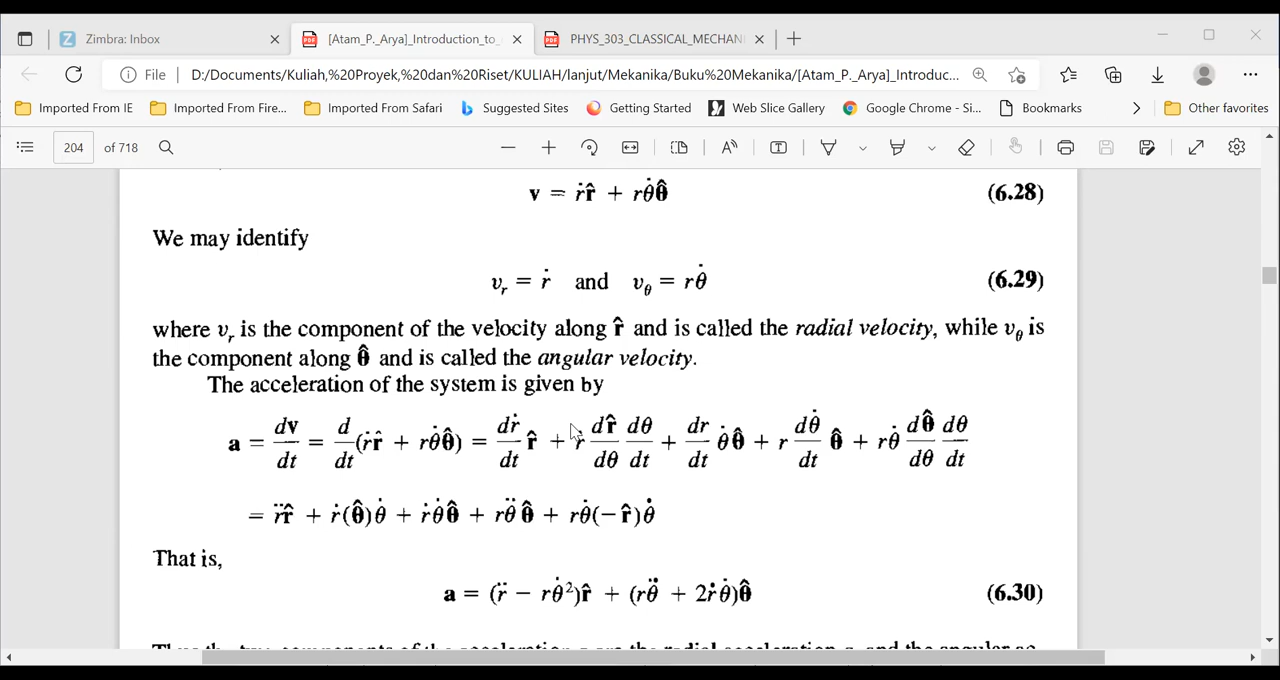 Zimbra: Inbox
[Atam_P._Arya]_Introduction_to_
PHYS_303_CLASSICAL_MECHAN
File
D:/Documents/Kuliah,%20Proyek,%20dan%20Riset/KULIAH/lanjut/Mekanika/Buku%20Mekanika/[Atam_P._Arya]_Introduc...
Imported From IE
Imported From Fire...
Imported From Safari
Suggested Sites
Getting Started
Web Slice Gallery
Google Chrome - Si...
Bookmarks
Other favorites
204 of 718
v = ṙr̂ + rθ̇θ̂ (6.28)
We may identify
v_r = ṙ and v_θ = rθ̇ (6.29)
where v_r is the component of the velocity along r̂ and is called the radial velocity, while v_θ is
the component along θ̂ and is called the angular velocity.
The acceleration of the system is given by
a = dv/dt = d/dt(ṙr̂ + rθ̇θ̂) = dṙ/dt r̂ + ṙ dr̂/dθ dθ/dt + dr/dt θ̇θ̂ + r dθ̇/dt θ̂ + rθ̇ dθ̂/dθ dθ/dt
= r̈r̂ + ṙ(θ̂)θ̇ + ṙθ̇θ̂ + rθ̈θ̂ + rθ̇(−r̂)θ̇
That is,
a = (r̈ − rθ̇²)r̂ + (rθ̈ + 2ṙθ̇)θ̂ (6.30)